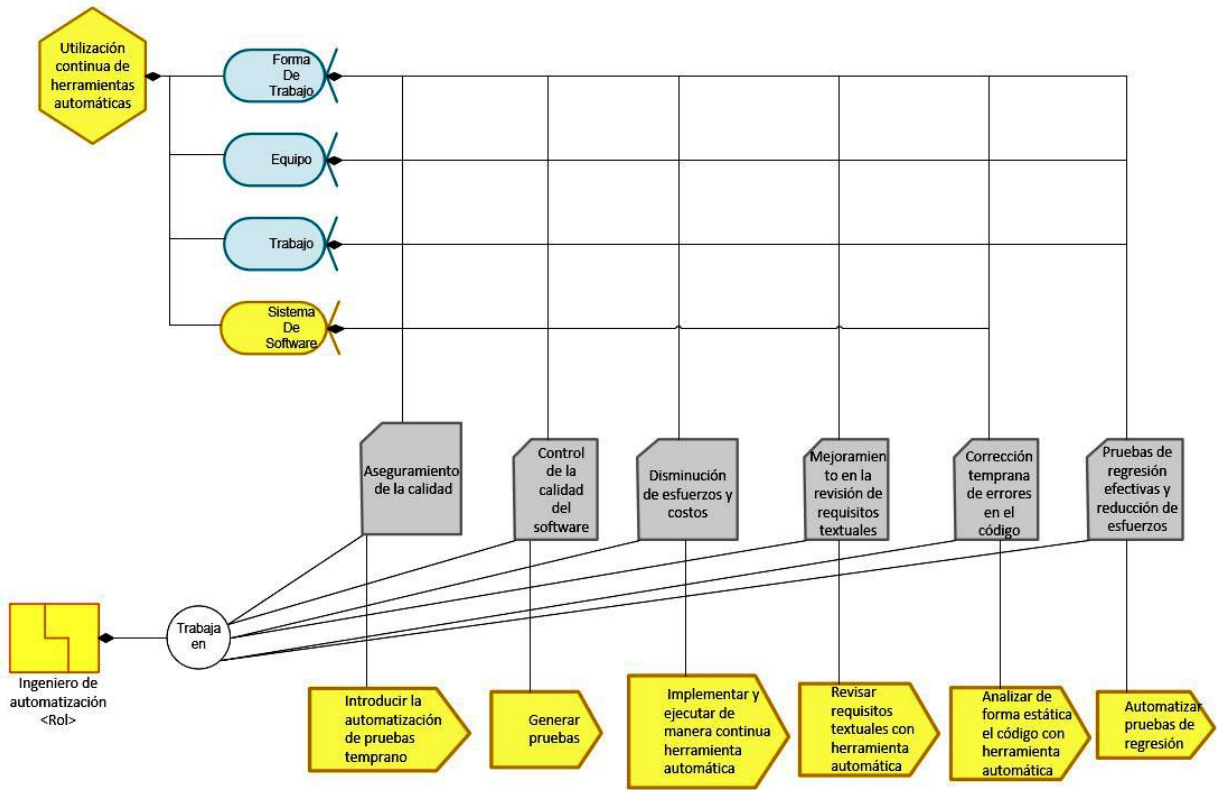 Utilización
continua de
herramientas
automáticas
Forma
De
Trabajo
Equipo
Trabajo
Sistema
De
Software
Aseguramiento
de la calidad
Control
de la
calidad
del
software
Disminución
de esfuerzos y
costos
Mejoramien
to en la
revisión de
requisitos
textuales
Corrección
temprana
de errores
en el
código
Pruebas de
regresión
efectivas y
reducción de
esfuerzos
Trabaja
en
Ingeniero de
automatización
<Rol>
Introducir la
automatización
de pruebas
temprano
Generar
pruebas
Implementar y
ejecutar de
manera continua
herramienta
automática
Revisar
requisitos
textuales con
herramienta
automática
Analizar de
forma estática
el código con
herramienta
automática
Automatizar
pruebas de
regresión